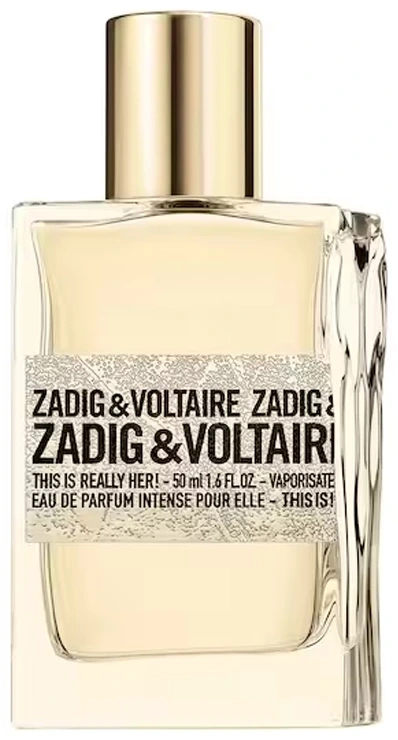 ZADIG & VOLTAIRE ZADIG &
ZADIG & VOLTAIR
THIS IS REALLY HER! - 50 ml 1.6 FL.OZ. - VAPORISATE
EAU DE PARFUM INTENSE POUR ELLE - THIS IS!